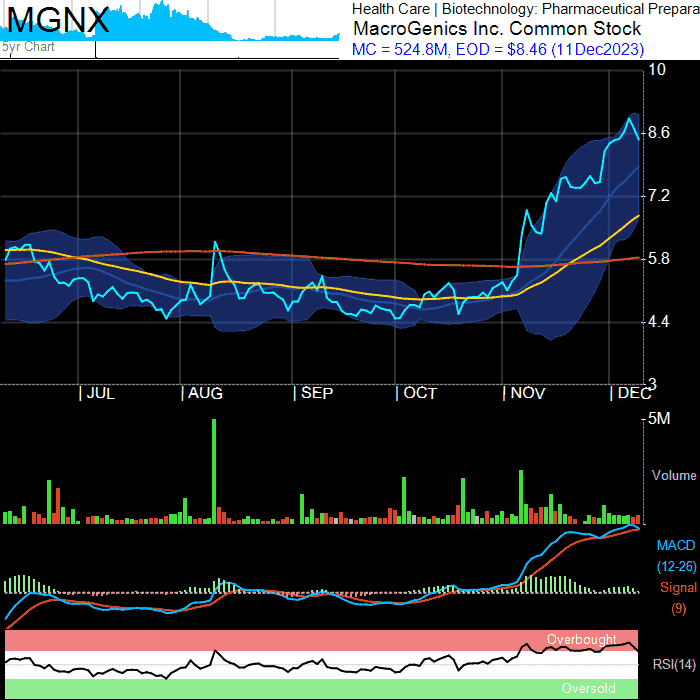 MGNX
5yr Chart
Health Care | Biotechnology: Pharmaceutical Prepara
MacroGenics Inc. Common Stock
MC = 524.8M, EOD = $8.46 (11Dec2023)
10
8.6
7.2
5.8
4.4
3
| JUL | AUG | SEP | OCT | NOV | DEC
5M
Volume
MACD
(12-26)
Signal
(9)
Overbought
RSI(14)
Oversold